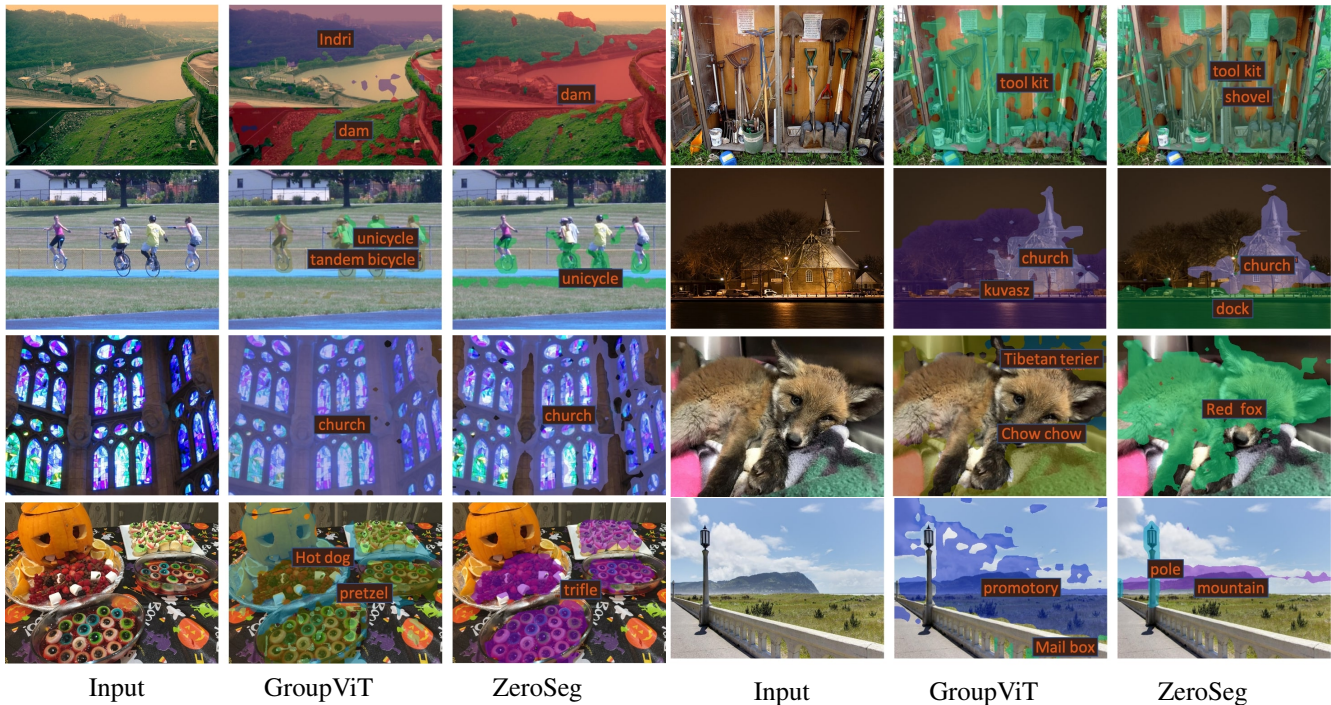 Indri
dam
dam
tool kit
tool kit
shovel
unicycle
tandem bicycle
unicycle
church
kuvasz
church
dock
church
church
Tibetan terier
Chow chow
Red fox
Hot dog
pretzel
trifle
promotory
Mail box
pole
mountain
Input
GroupViT
ZeroSeg
Input
GroupViT
ZeroSeg